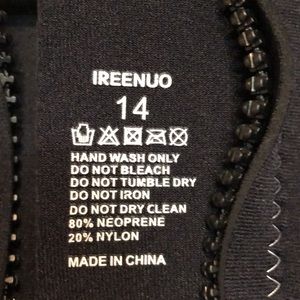 IREENUO
14
HAND WASH ONLY
DO NOT BLEACH
DO NOT TUMBLE DRY
DO NOT IRON
DO NOT DRY CLEAN
80% NEOPRENE
20% NYLON
MADE IN CHINA